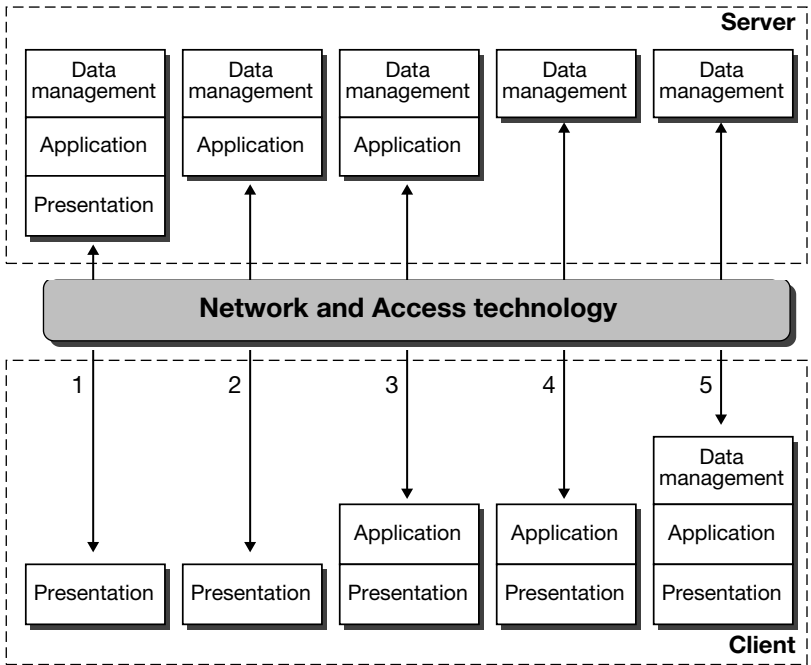 Server
Data
management
Application
Presentation
Data
management
Application
Data
management
Application
Data
management
Data
management
Network and Access technology
1
2
3
4
5
Presentation
Presentation
Application
Presentation
Application
Presentation
Data
management
Application
Presentation
Client